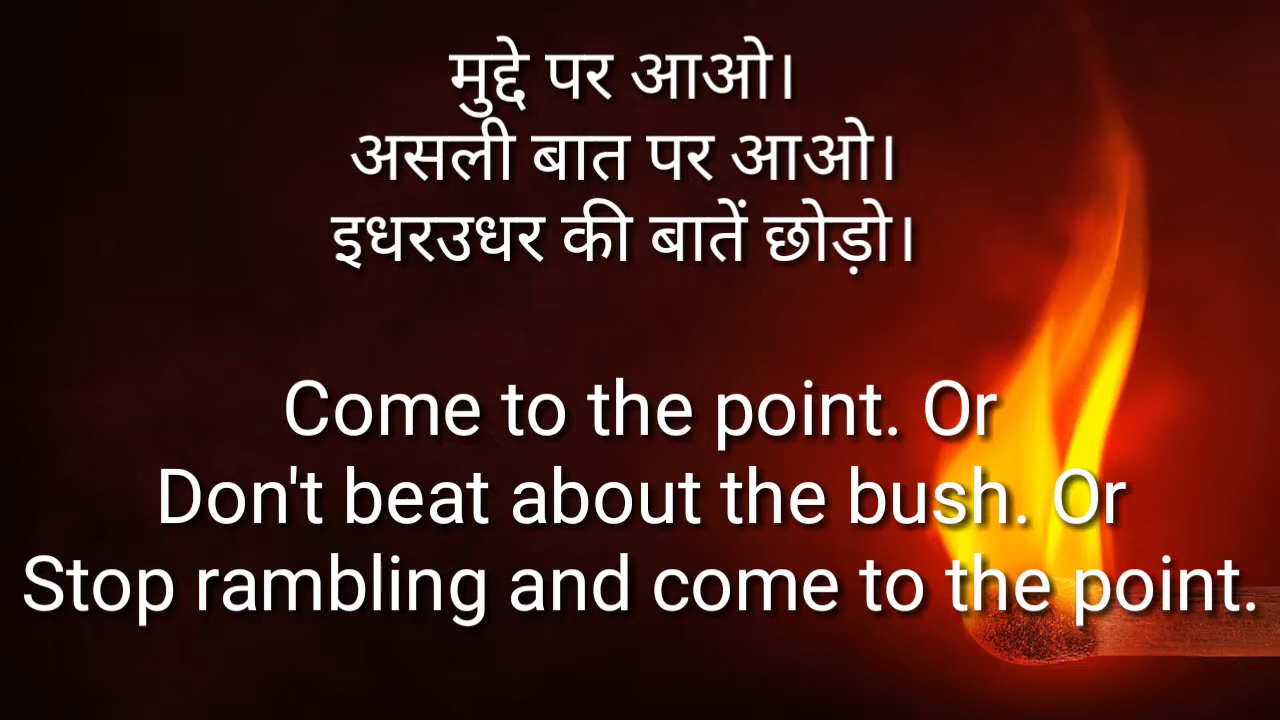 मुद्दे पर आओ।
असली बात पर आओ।
इधरउधर की बातें छोड़ो।
Come to the point. Or
Don't beat about the bush. Or
Stop rambling and come to the point.